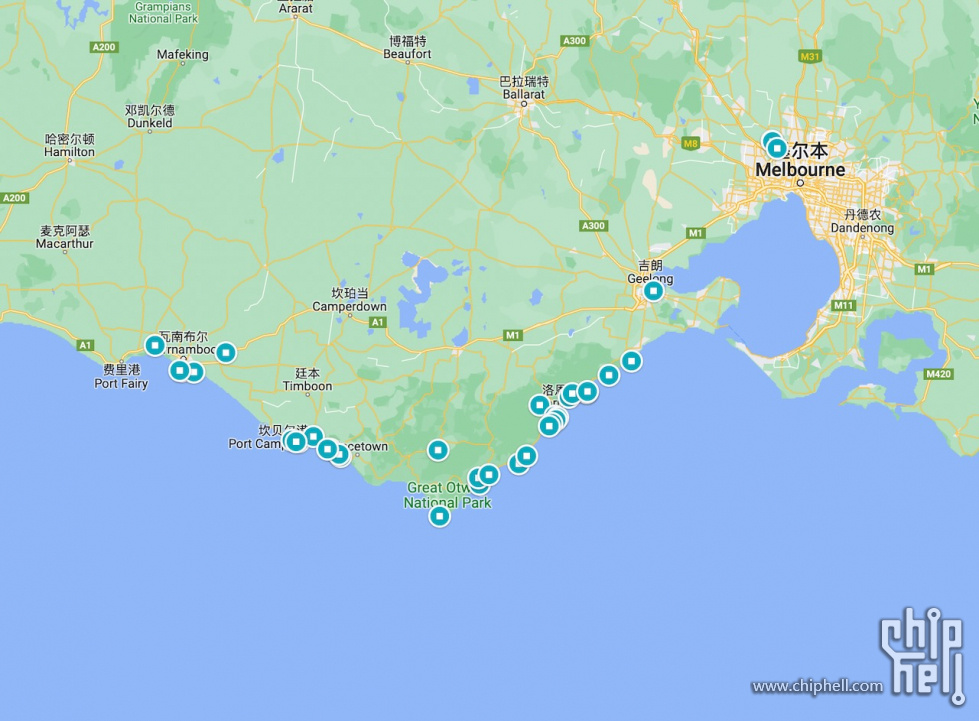 Grampians
National Park
Ararat
A200
Mafeking
博福特
Beaufort
A300
M31
巴拉瑞特
Ballarat
邓凯尔德
Dunkeld
哈密尔顿
Hamilton
M8
尔本
Melbourne
A200
麦克阿瑟
Macarthur
A300
M1
丹德农
Dandenong
吉朗
Geelong
M1
坎珀当
Camperdown
A1
M11
A1
瓦南布尔
rnamboo
M1
费里港
Port Fairy
廷本
Timboon
M420
洛恩
坎贝尔港
Port Camp
cetown
Great Otw
National Park
chip
hell
www.chiphell.com